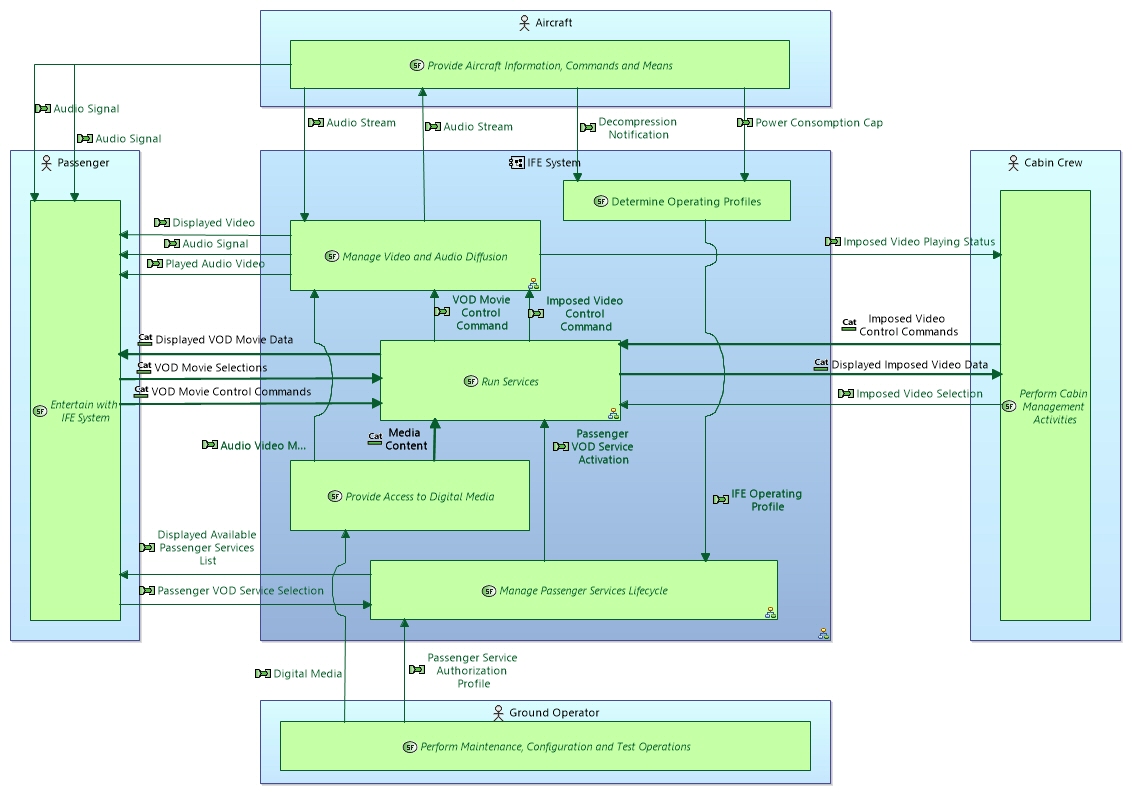 Aircraft
SF Provide Aircraft Information, Commands and Means
Audio Signal
Audio Signal
Audio Stream
Audio Stream
Decompression
Notification
Power Consomption Cap
Passenger
IFE System
Cabin Crew
SF Determine Operating Profiles
Displayed Video
Audio Signal
Played Audio Video
SF Manage Video and Audio Diffusion
Imposed Video Playing Status
VOD Movie
Control
Command
Imposed Video
Control
Command
Cat Imposed Video
Control Commands
Cat Displayed VOD Movie Data
Cat VOD Movie Selections
Cat VOD Movie Control Commands
SF Run Services
Cat Displayed Imposed Video Data
Imposed Video Selection
SF Entertain with
IFE System
SF Perform Cabin
Management
Activities
Audio Video M...
Cat Media
Content
Passenger
VOD Service
Activation
SF Provide Access to Digital Media
IFE Operating
Profile
Displayed Available
Passenger Services
List
Passenger VOD Service Selection
SF Manage Passenger Services Lifecycle
Digital Media
Passenger Service
Authorization
Profile
Ground Operator
SF Perform Maintenance, Configuration and Test Operations